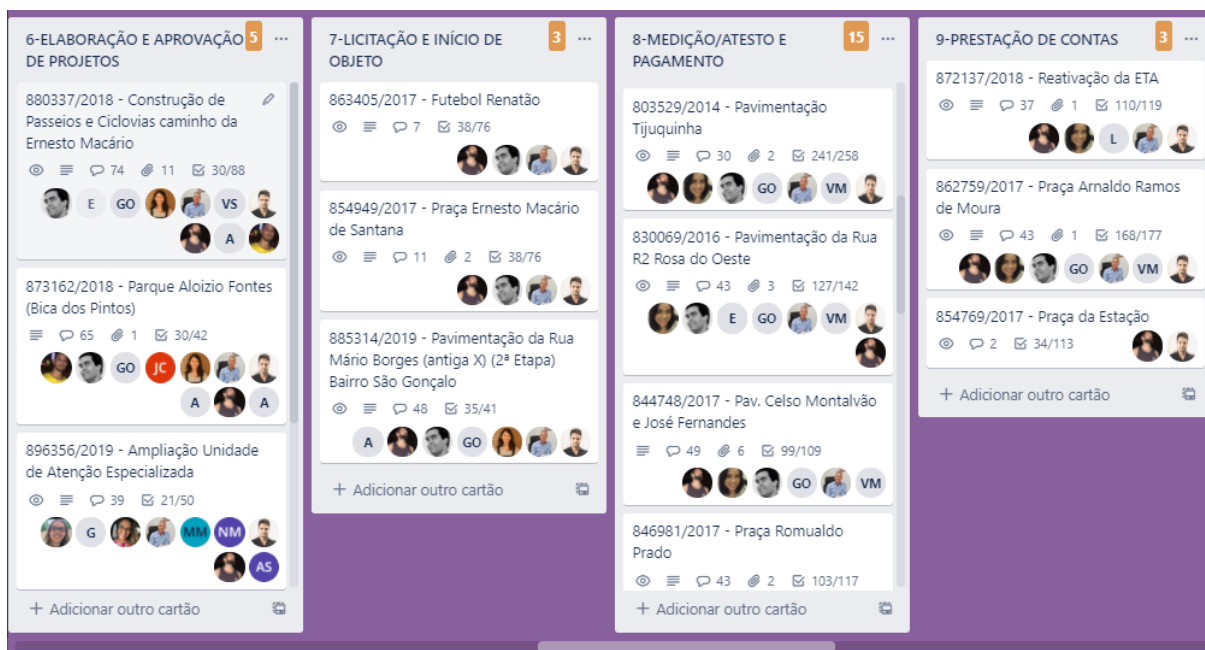 6-ELABORAÇÃO E APROVAÇÃO
DE PROJETOS
5
880337/2018 - Construção de
Passeios e Ciclovias caminho da
Ernesto Macário
74 11 30/88
E GO VS
A
873162/2018 - Parque Aloizio Fontes
(Bica dos Pintos)
65 1 30/42
GO JC
A A
896356/2019 - Ampliação Unidade
de Atenção Especializada
39 21/50
G MM NM
AS
+ Adicionar outro cartão
7-LICITAÇÃO E INÍCIO DE
OBJETO
3
863405/2017 - Futebol Renatão
7 38/76
854949/2017 - Praça Ernesto Macário
de Santana
11 2 38/76
885314/2019 - Pavimentação da Rua
Mário Borges (antiga X) (2ª Etapa)
Bairro São Gonçalo
48 35/41
A GO
+ Adicionar outro cartão
8-MEDIÇÃO/ATESTO E
PAGAMENTO
15
803529/2014 - Pavimentação
Tijuquinha
30 2 241/258
GO VM
830069/2016 - Pavimentação da Rua
R2 Rosa do Oeste
43 3 127/142
E GO VM
844748/2017 - Pav. Celso Montalvão
e José Fernandes
49 6 99/109
GO VM
846981/2017 - Praça Romualdo
Prado
43 2 103/117
+ Adicionar outro cartão
9-PRESTAÇÃO DE CONTAS
3
872137/2018 - Reativação da ETA
37 1 110/119
L
862759/2017 - Praça Arnaldo Ramos
de Moura
43 1 168/177
GO VM
854769/2017 - Praça da Estação
2 34/113
+ Adicionar outro cartão